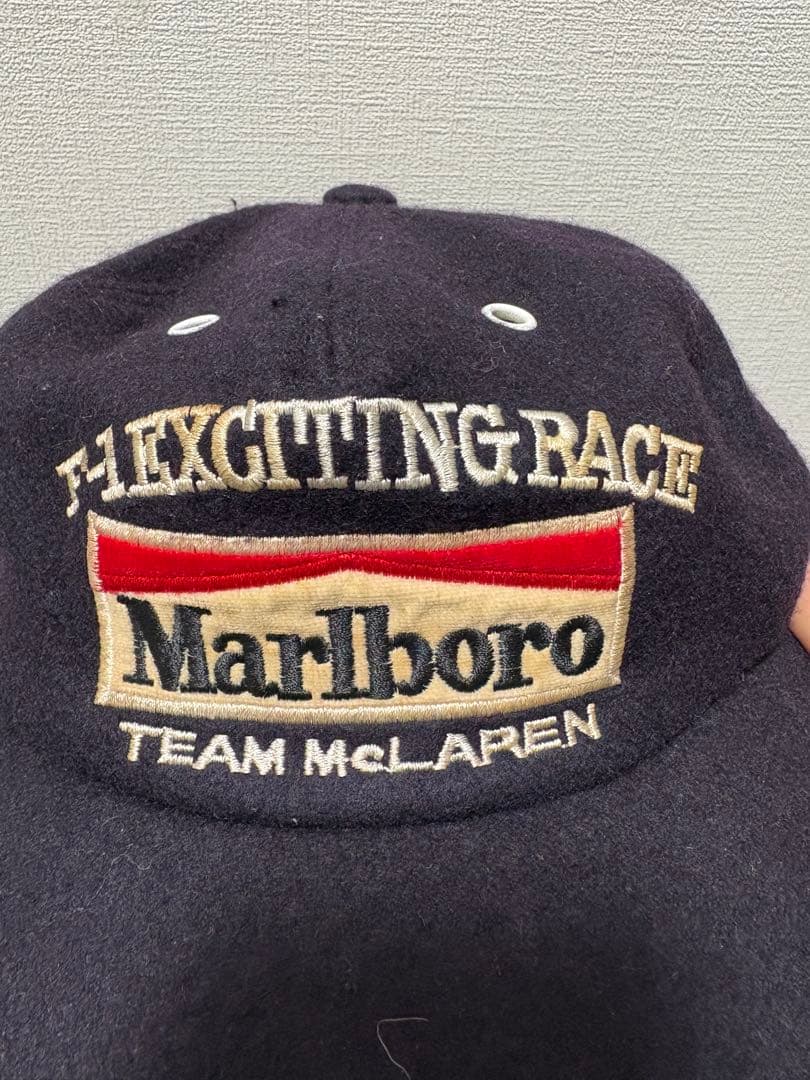 F-1 EXCITING RACE
Marlboro
TEAM McLAREN